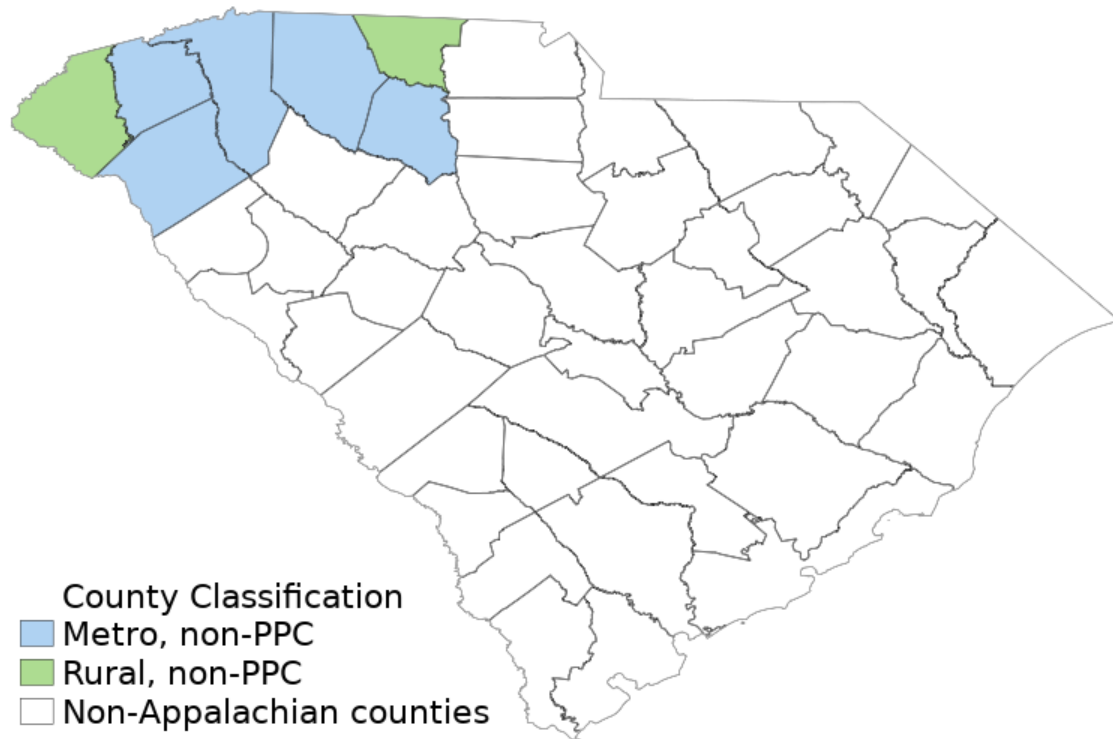 County Classification
Metro, non-PPC
Rural, non-PPC
Non-Appalachian counties